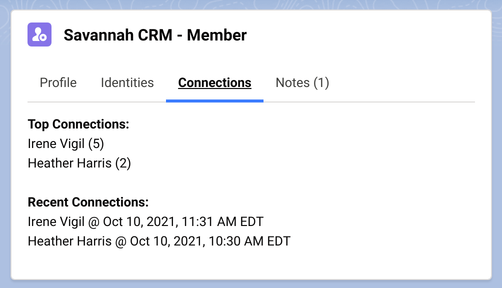 Savannah CRM - Member
Profile Identities Connections Notes (1)
Top Connections:
Irene Vigil (5)
Heather Harris (2)
Recent Connections:
Irene Vigil @ Oct 10, 2021, 11:31 AM EDT
Heather Harris @ Oct 10, 2021, 10:30 AM EDT